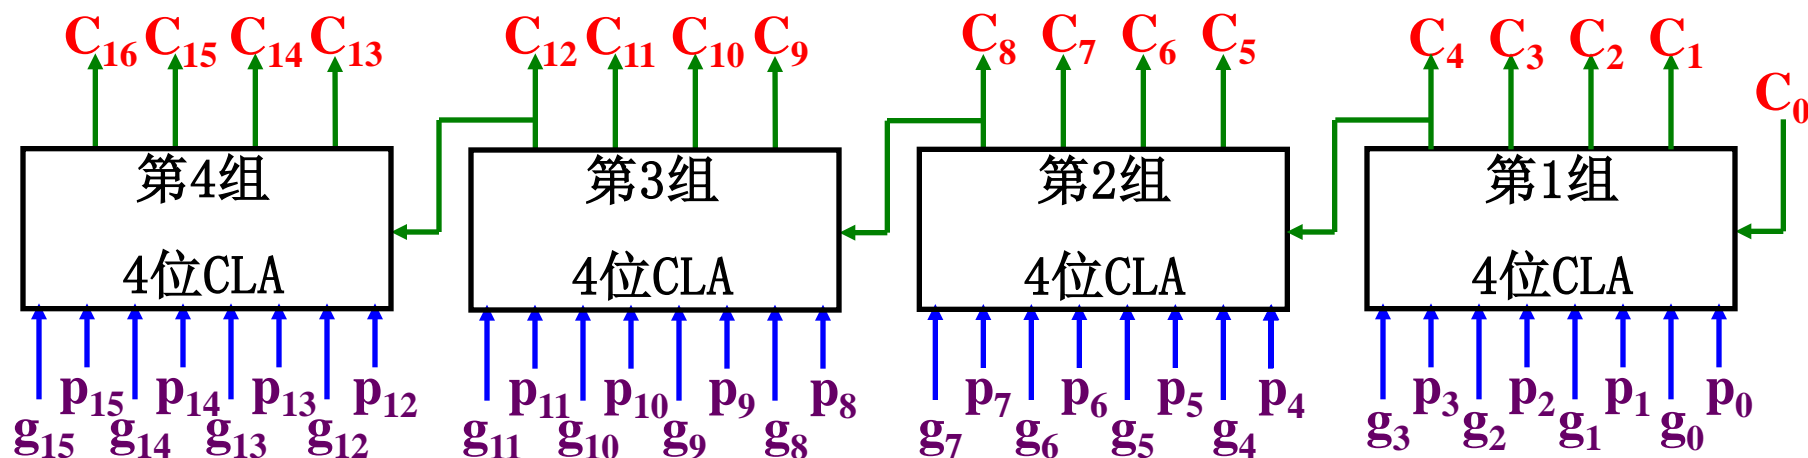 C16 C15 C14 C13 C12 C11 C10 C9 C8 C7 C6 C5 C4 C3 C2 C1
C0
第4组 第3组 第2组 第1组
4位CLA 4位CLA 4位CLA 4位CLA
p15 p14 p13 p12 p11 p10 p9 p8 p7 p6 p5 p4 p3 p2 p1 p0
g15 g14 g13 g12 g11 g10 g9 g8 g7 g6 g5 g4 g3 g2 g1 g0